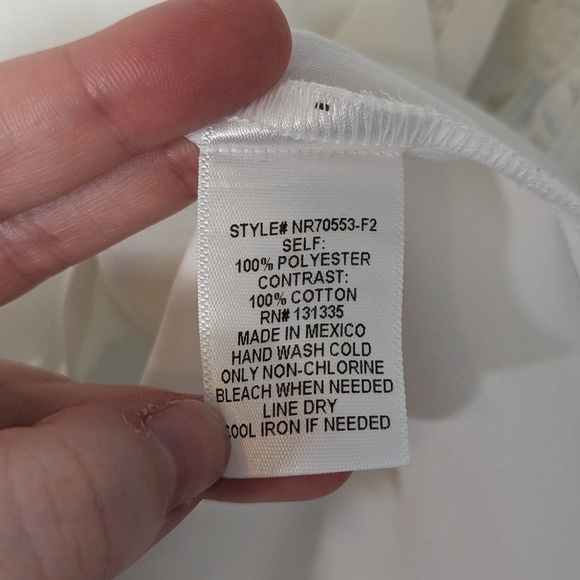 STYLE# NR70553-F2
SELF:
100% POLYESTER
CONTRAST:
100% COTTON
RN# 131335
MADE IN MEXICO
HAND WASH COLD
ONLY NON-CHLORINE
BLEACH WHEN NEEDED
LINE DRY
COOL IRON IF NEEDED